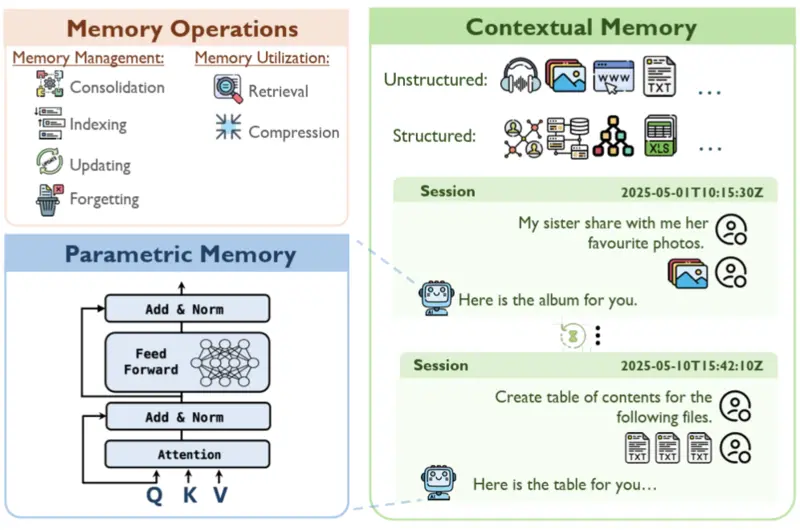 Memory Operations
Memory Management:
Consolidation
Indexing
Updating
Forgetting
Memory Utilization:
Retrieval
Compression
Parametric Memory
Add & Norm
Feed
Forward
Add & Norm
Attention
Q K V
Contextual Memory
Unstructured:
WWW
TXT
...
Structured:
XLS
...
Session 2025-05-01T10:15:30Z
My sister share with me her
favourite photos.
Here is the album for you.
Session 2025-05-10T15:42:10Z
Create table of contents for the
following files.
TXT TXT TXT
Here is the table for you...